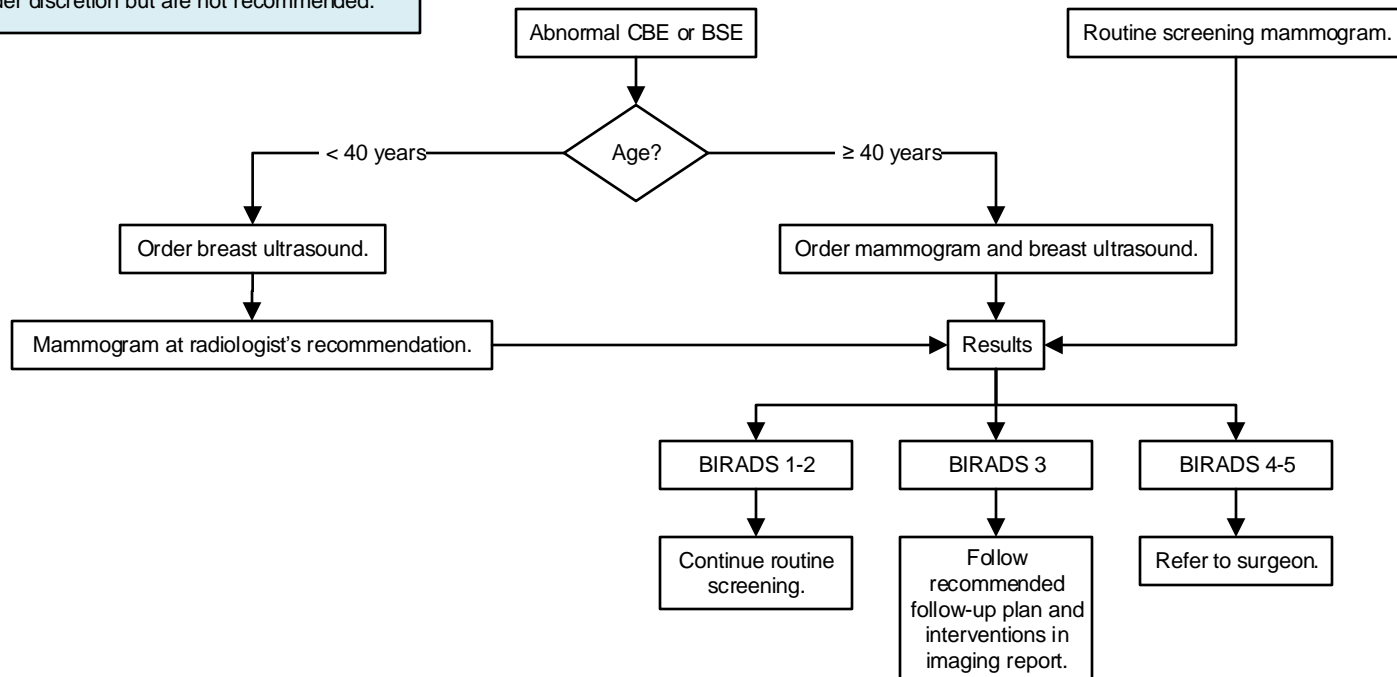 der discretion but are not recommended.
Abnormal CBE or BSE
Routine screening mammogram.
< 40 years
Age?
≥ 40 years
Order breast ultrasound.
Order mammogram and breast ultrasound.
Mammogram at radiologist's recommendation.
Results
BIRADS 1-2
BIRADS 3
BIRADS 4-5
Continue routine
screening.
Follow
recommended
follow-up plan and
interventions in
imaging report.
Refer to surgeon.